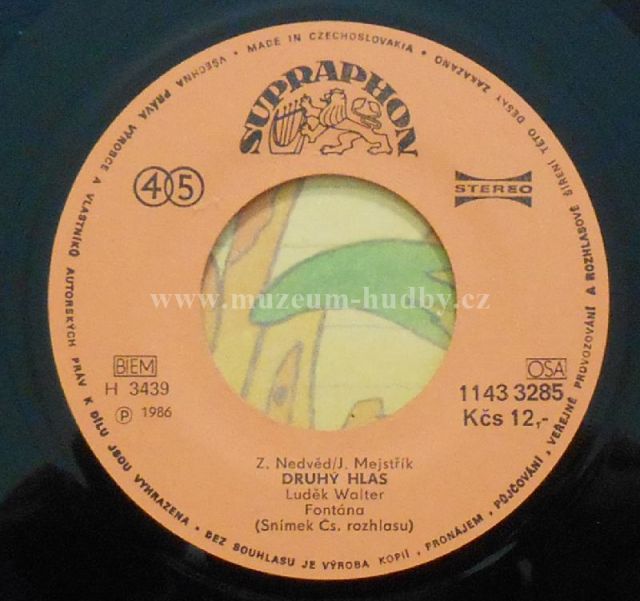 VŠECHNA PRÁVA VÝROBCE A VLASTNÍKŮ AUTORSKÝCH PRÁV K DÍLU JSOU VYHRAZENA • BEZ SOUHLASU JE VÝROBA KOPIÍ, PRONÁJEM, PŮJČOVÁNÍ, VEŘEJNÉ PROVOZOVÁNÍ A ROZHLASOVÉ ŠÍŘENÍ TÉTO DESKY ZAKÁZÁNO • MADE IN CZECHOSLOVAKIA •
SUPRAPHON
45
STEREO
www.muzeum-hudby.cz
BIEM
H 3439
Ⓟ 1986
OSA
1143 3285
Kčs 12,-
Z. Nedvěd/J. Mejstřík
DRUHÝ HLAS
Luděk Walter
Fontána
(Snímek Čs. rozhlasu)